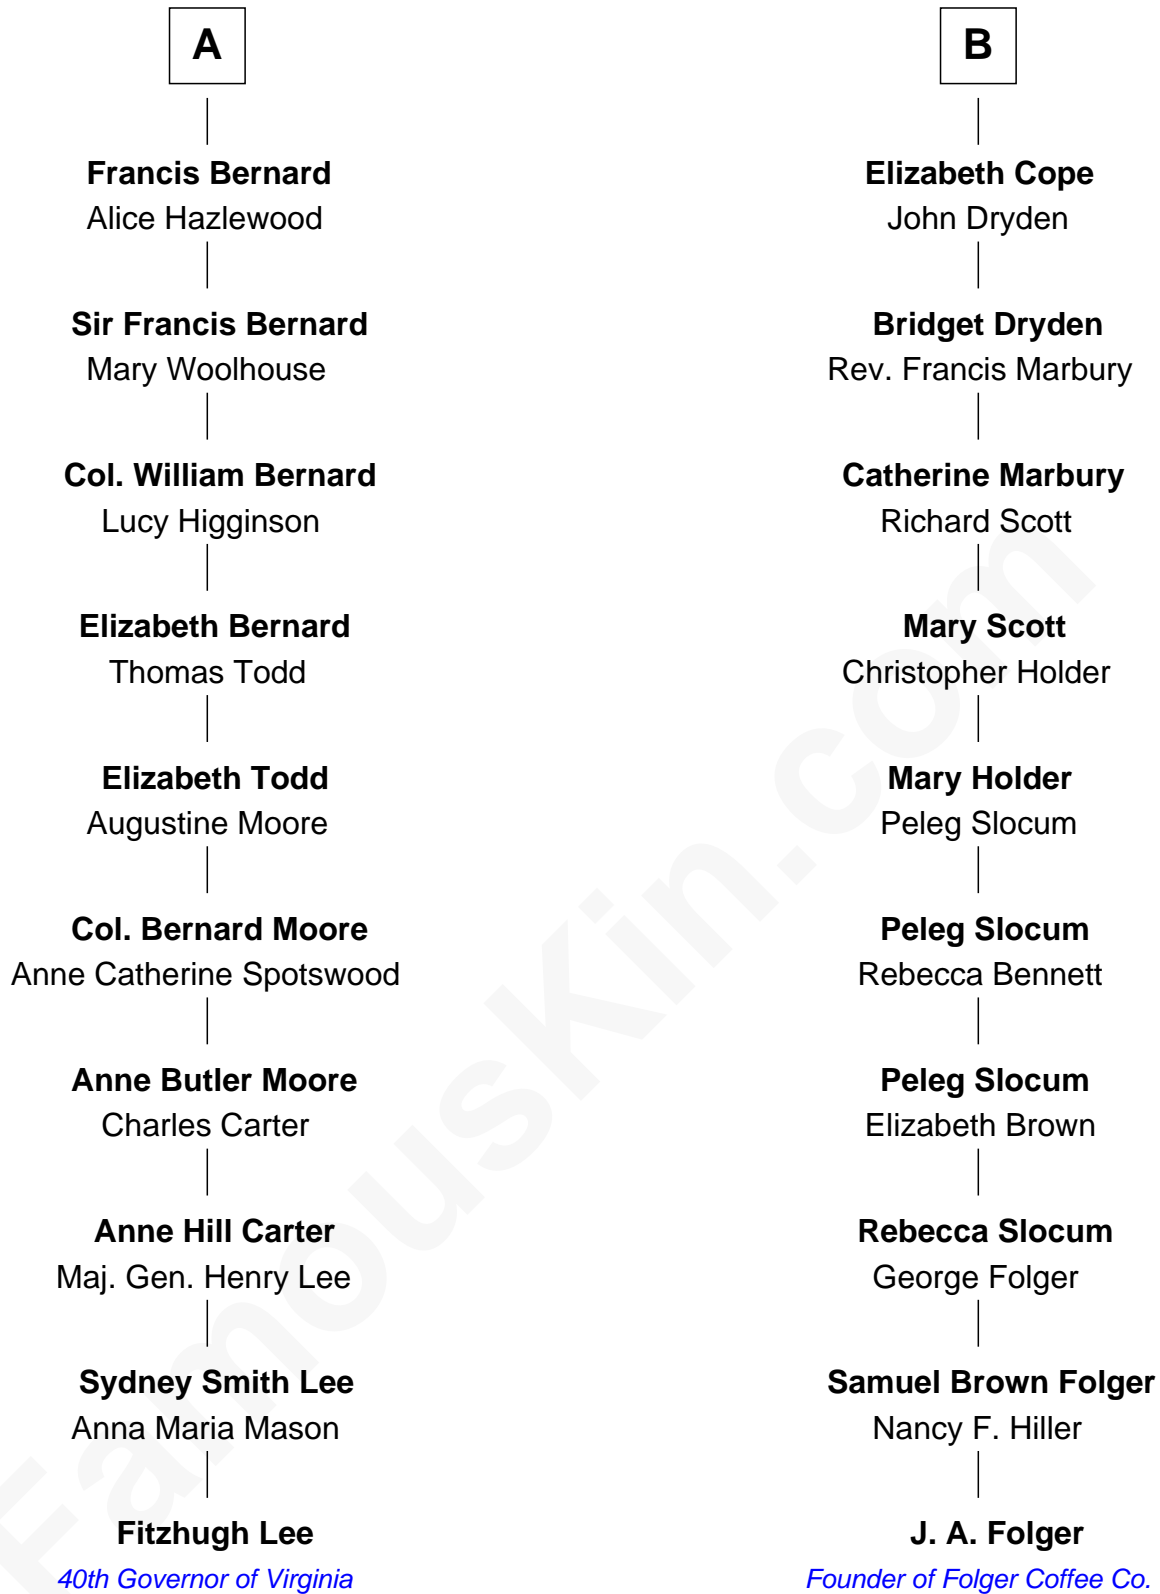 A
Francis Bernard
Alice Hazlewood
Sir Francis Bernard
Mary Woolhouse
Col. William Bernard
Lucy Higginson
Elizabeth Bernard
Thomas Todd
Elizabeth Todd
Augustine Moore
Col. Bernard Moore
Anne Catherine Spotswood
Anne Butler Moore
Charles Carter
Anne Hill Carter
Maj. Gen. Henry Lee
Sydney Smith Lee
Anna Maria Mason
Fitzhugh Lee
40th Governor of Virginia
B
Elizabeth Cope
John Dryden
Bridget Dryden
Rev. Francis Marbury
Catherine Marbury
Richard Scott
Mary Scott
Christopher Holder
Mary Holder
Peleg Slocum
Peleg Slocum
Rebecca Bennett
Peleg Slocum
Elizabeth Brown
Rebecca Slocum
George Folger
Samuel Brown Folger
Nancy F. Hiller
J. A. Folger
Founder of Folger Coffee Co.
FamousKin.com